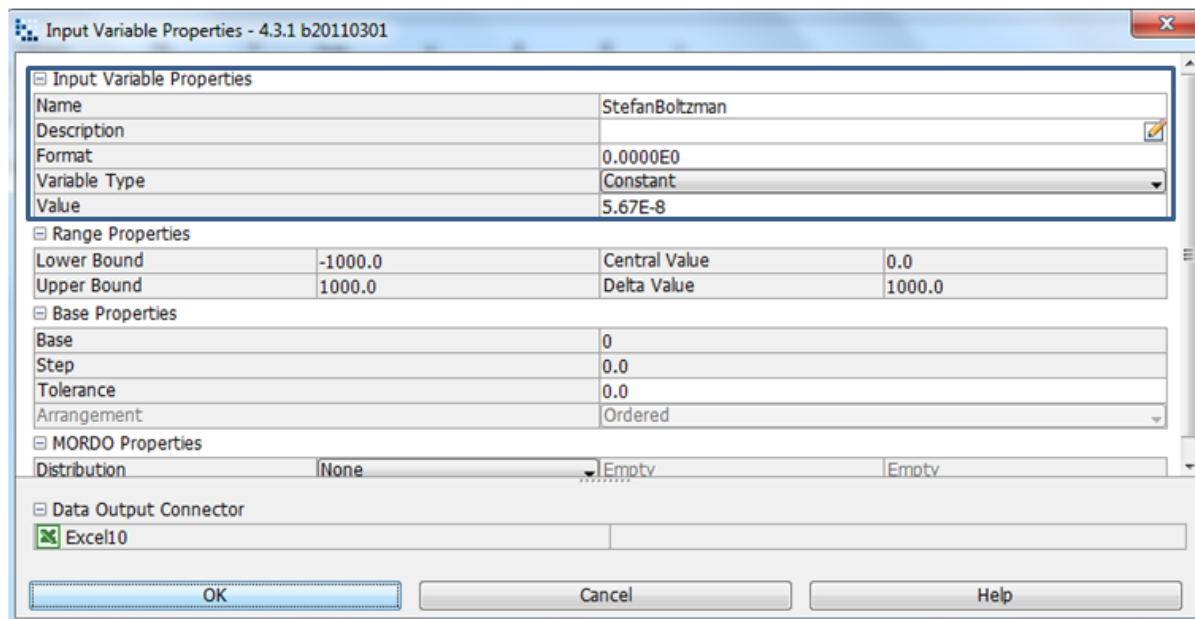 Input Variable Properties - 4.3.1 b20110301
Input Variable Properties
Name StefanBoltzman
Description
Format 0.0000E0
Variable Type Constant
Value 5.67E-8
Range Properties
Lower Bound -1000.0 Central Value 0.0
Upper Bound 1000.0 Delta Value 1000.0
Base Properties
Base 0
Step 0.0
Tolerance 0.0
Arrangement Ordered
MORDO Properties
Distribution None Empty Empty
Data Output Connector
Excel10
OK Cancel Help